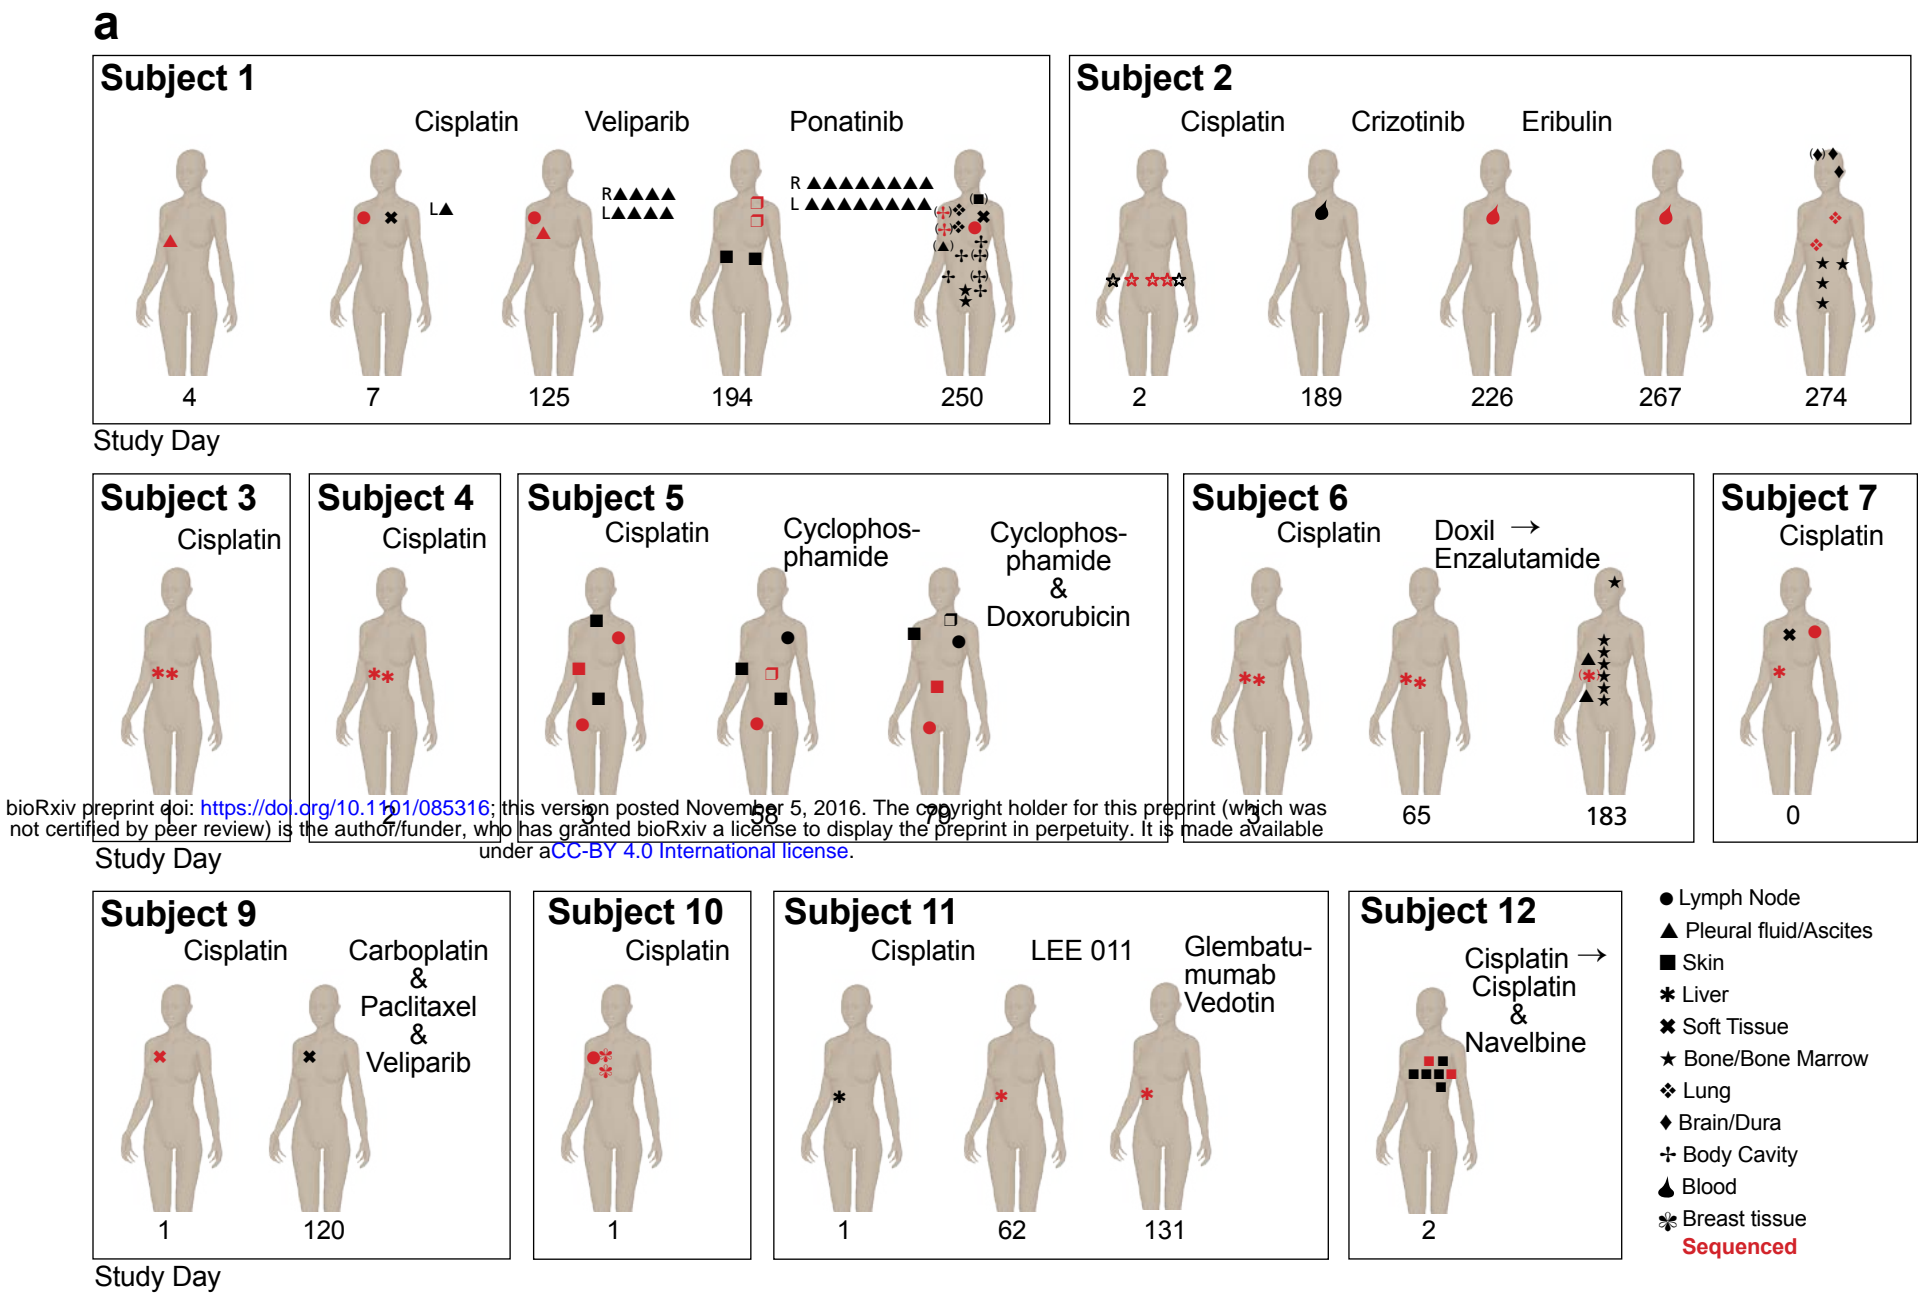 a
Subject 1
Cisplatin
Veliparib
Ponatinib
L
R
L
R
L
4
7
125
194
250
Study Day
Subject 2
Cisplatin
Crizotinib
Eribulin
2
189
226
267
274
Subject 3
Cisplatin
1
Study Day
Subject 4
Cisplatin
2
Subject 5
Cisplatin
Cyclophos-
phamide
Cyclophos-
phamide
&
Doxorubicin
3
58
79
Subject 6
Cisplatin
Doxil →
Enzalutamide
3
65
183
Subject 7
Cisplatin
0
bioRxiv preprint doi: https://doi.org/10.1101/085316; this version posted November 5, 2016. The copyright holder for this preprint (which was
not certified by peer review) is the author/funder, who has granted bioRxiv a license to display the preprint in perpetuity. It is made available
under aCC-BY 4.0 International license.
Subject 9
Cisplatin
Carboplatin
&
Paclitaxel
&
Veliparib
1
120
Study Day
Subject 10
Cisplatin
1
Subject 11
Cisplatin
LEE 011
Glembatu-
mumab
Vedotin
1
62
131
Subject 12
Cisplatin →
Cisplatin
&
Navelbine
2
Lymph Node
Pleural fluid/Ascites
Skin
Liver
Soft Tissue
Bone/Bone Marrow
Lung
Brain/Dura
Body Cavity
Blood
Breast tissue
Sequenced